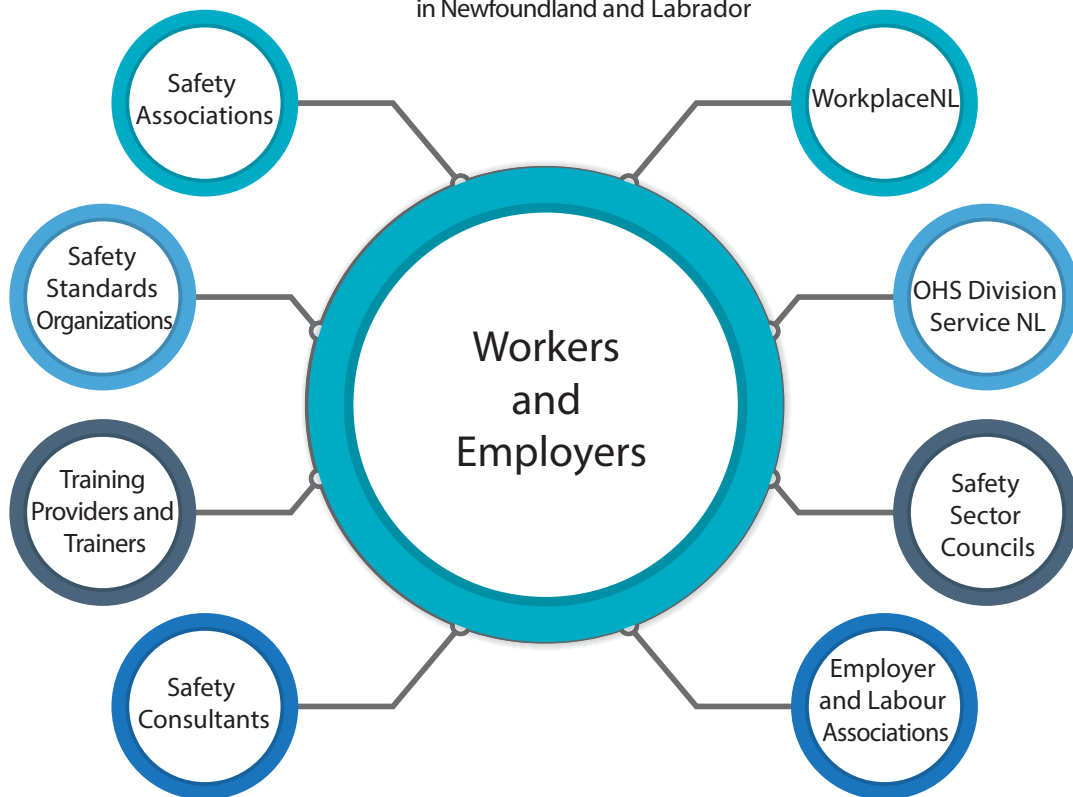 in Newfoundland and Labrador
Safety
Associations
WorkplaceNL
Safety
Standards
Organizations
OHS Division
Service NL
Workers
and
Employers
Training
Providers and
Trainers
Safety
Sector
Councils
Safety
Consultants
Employer
and Labour
Associations